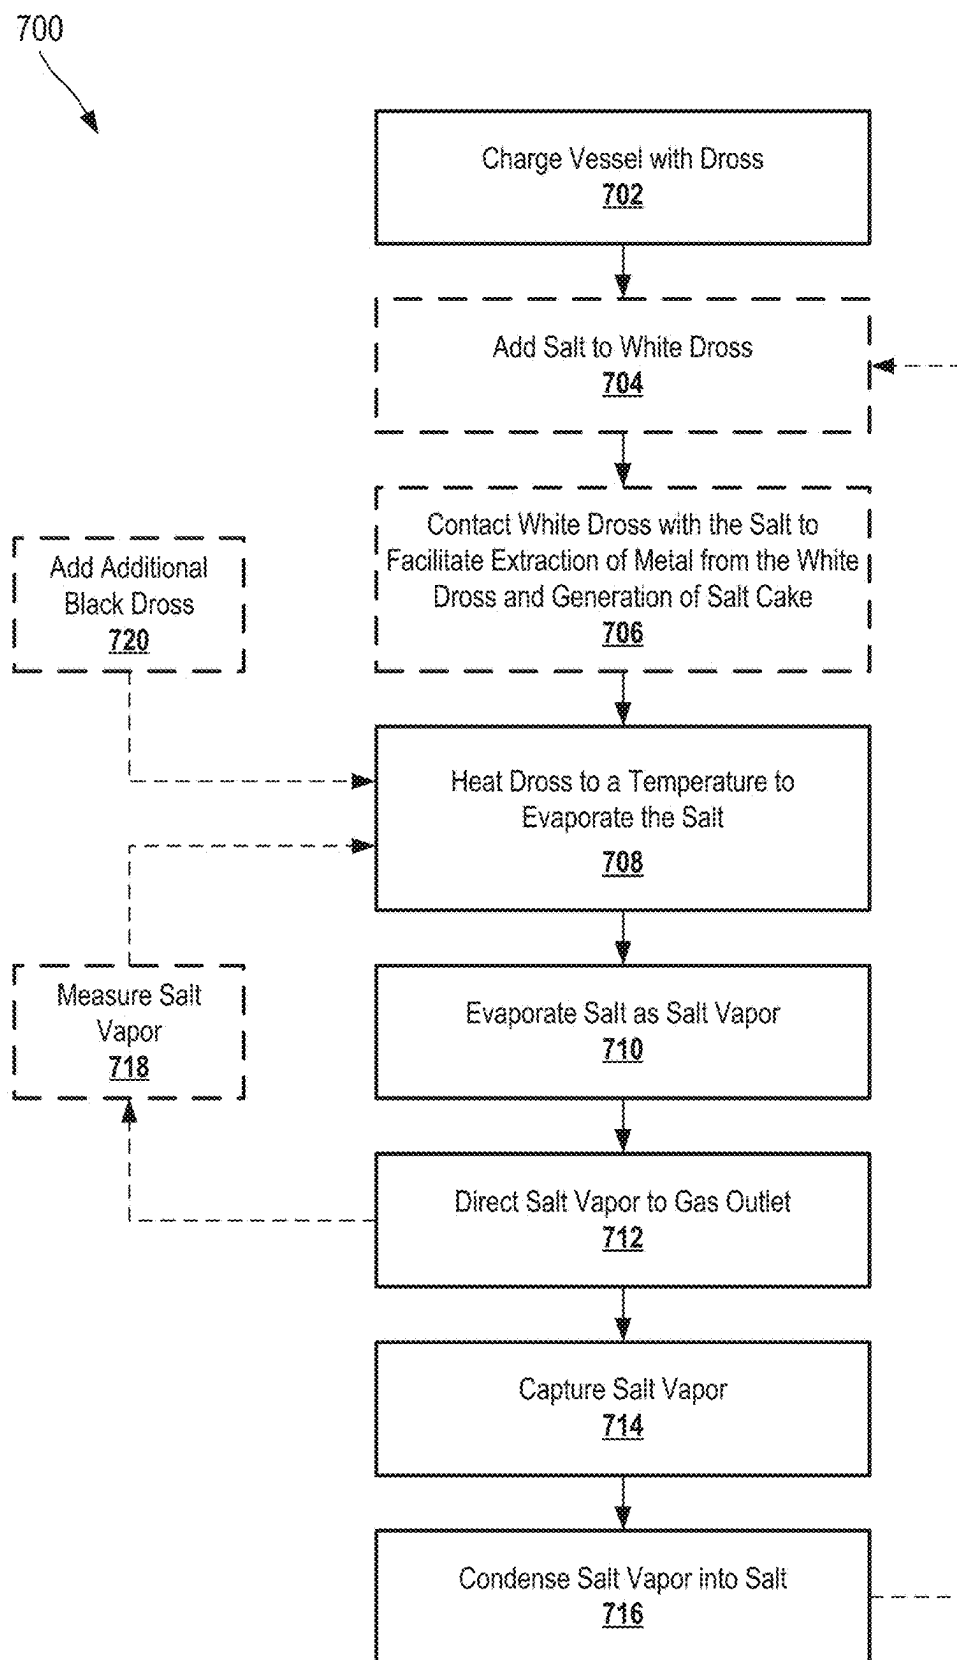 700
Charge Vessel with Dross
702
Add Salt to White Dross
704
Contact White Dross with the Salt to
Facilitate Extraction of Metal from the White
Dross and Generation of Salt Cake
706
Add Additional
Black Dross
720
Heat Dross to a Temperature to
Evaporate the Salt
708
Measure Salt
Vapor
718
Evaporate Salt as Salt Vapor
710
Direct Salt Vapor to Gas Outlet
712
Capture Salt Vapor
714
Condense Salt Vapor into Salt
716